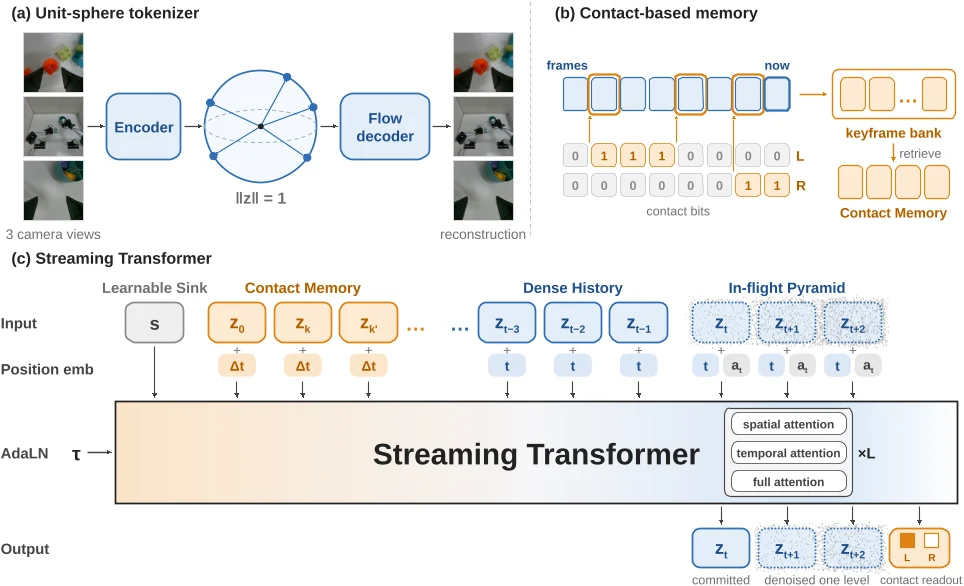 (a) Unit-sphere tokenizer
Encoder
Flow
decoder
‖z‖ = 1
3 camera views
reconstruction
(b) Contact-based memory
frames
now
0 1 1 1 0 0 0 0 L
0 0 0 0 0 0 1 1 R
contact bits
...
keyframe bank
retrieve
Contact Memory
(c) Streaming Transformer
Learnable Sink Contact Memory Dense History In-flight Pyramid
Input s z₀ zₖ zₖ' ... ... zₜ₋₃ zₜ₋₂ zₜ₋₁ zₜ zₜ₊₁ zₜ₊₂
+ + + + + + + + +
Position emb Δt Δt Δt t t t t aₜ t aₜ t aₜ
AdaLN τ Streaming Transformer
spatial attention
temporal attention
full attention
×L
Output zₜ zₜ₊₁ zₜ₊₂ L R
committed denoised one level contact readout